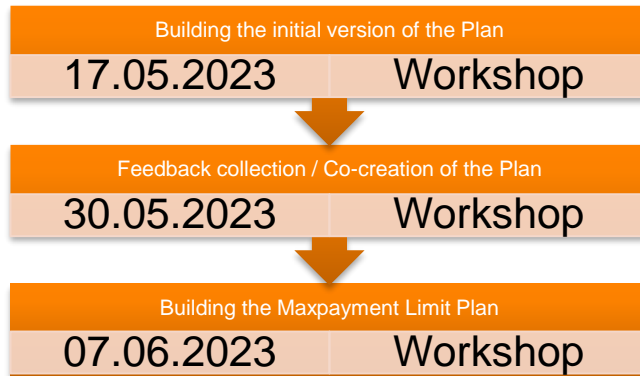 Building the initial version of the Plan
17.05.2023 Workshop
Feedback collection / Co-creation of the Plan
30.05.2023 Workshop
Building the Maxpayment Limit Plan
07.06.2023 Workshop